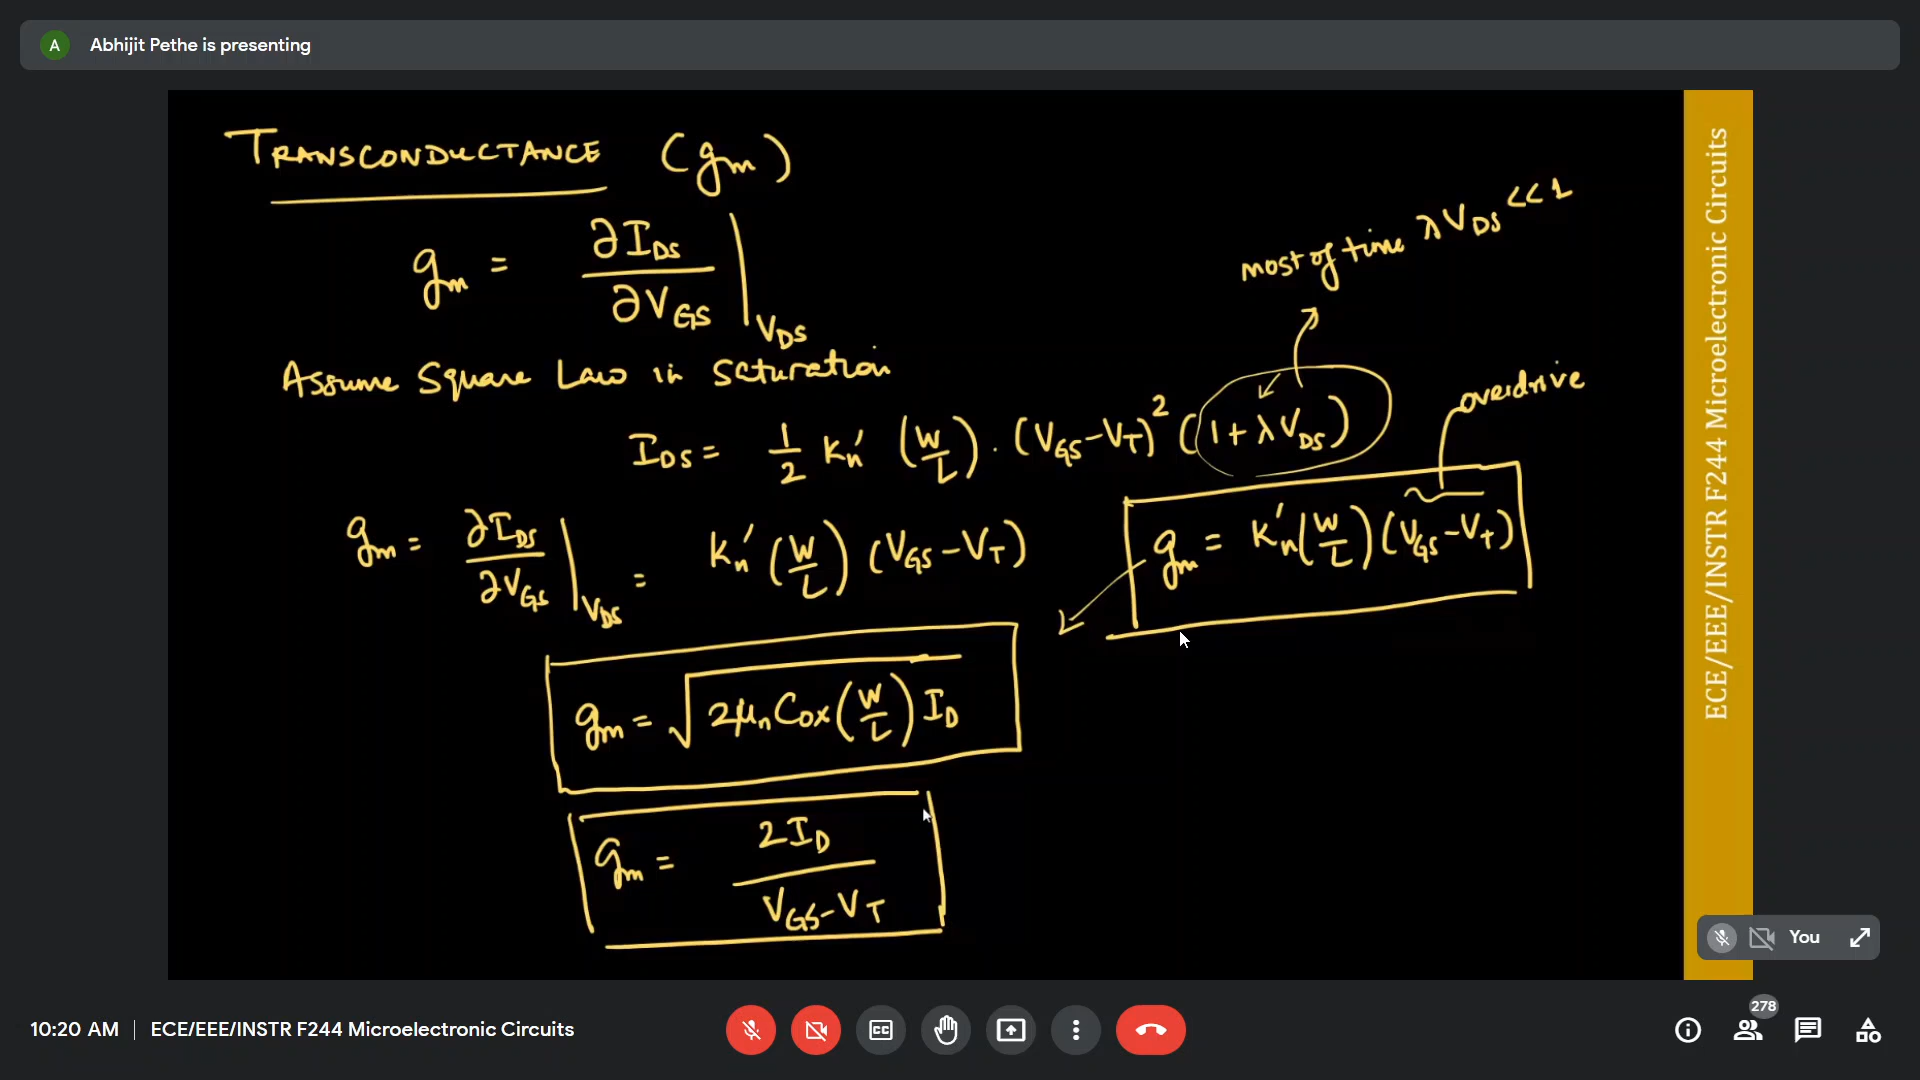 A
Abhijit Pethe is presenting
TRANSCONDUCTANCE (gm)
gm = ∂IDS / ∂VGS | VDS
most of time λVDS << 1
Assume Square Law in Saturation
overdrive
IDS = 1/2 Kn' (W/L) · (VGS-VT)^2 (1+λVDS)
gm = ∂IDS / ∂VGS | VDS = Kn' (W/L) (VGS-VT)
gm = Kn' (W/L) (VGS-VT)
gm = √(2μnCox (W/L) ID)
gm = 2ID / VGS-VT
ECE/EEE/INSTR F244 Microelectronic Circuits
You
10:20 AM | ECE/EEE/INSTR F244 Microelectronic Circuits
CC
278